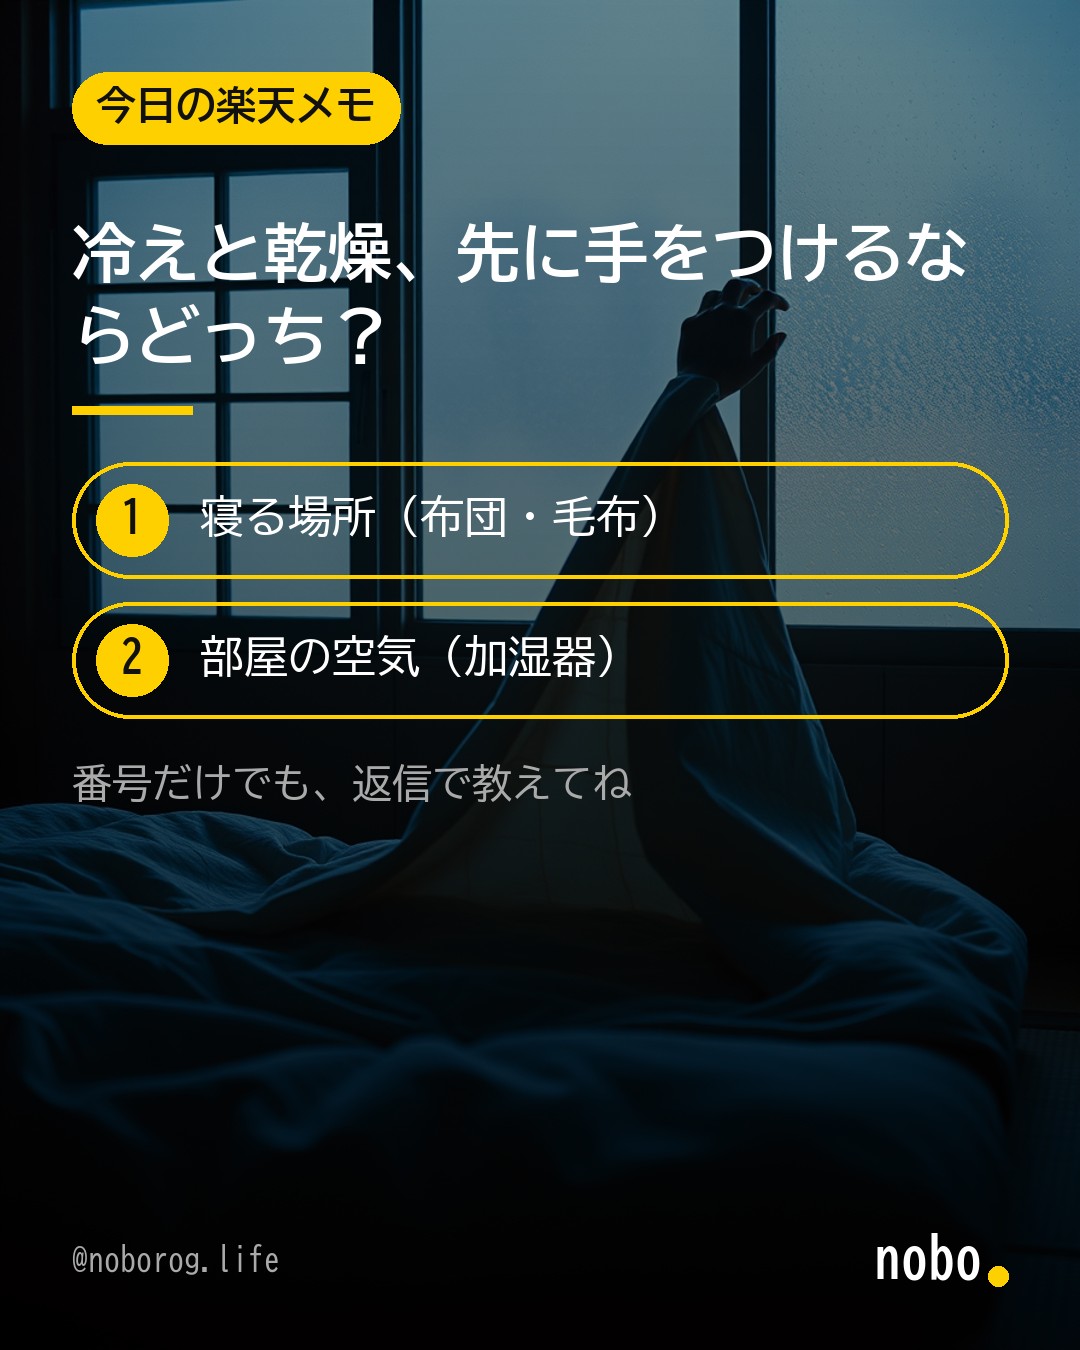 今日の楽天メモ
冷えと乾燥、先に手をつけるな
らどっち？
1 寝る場所（布団・毛布）
2 部屋の空気（加湿器）
番号だけでも、返信で教えてね
@noborog.life
nobo.